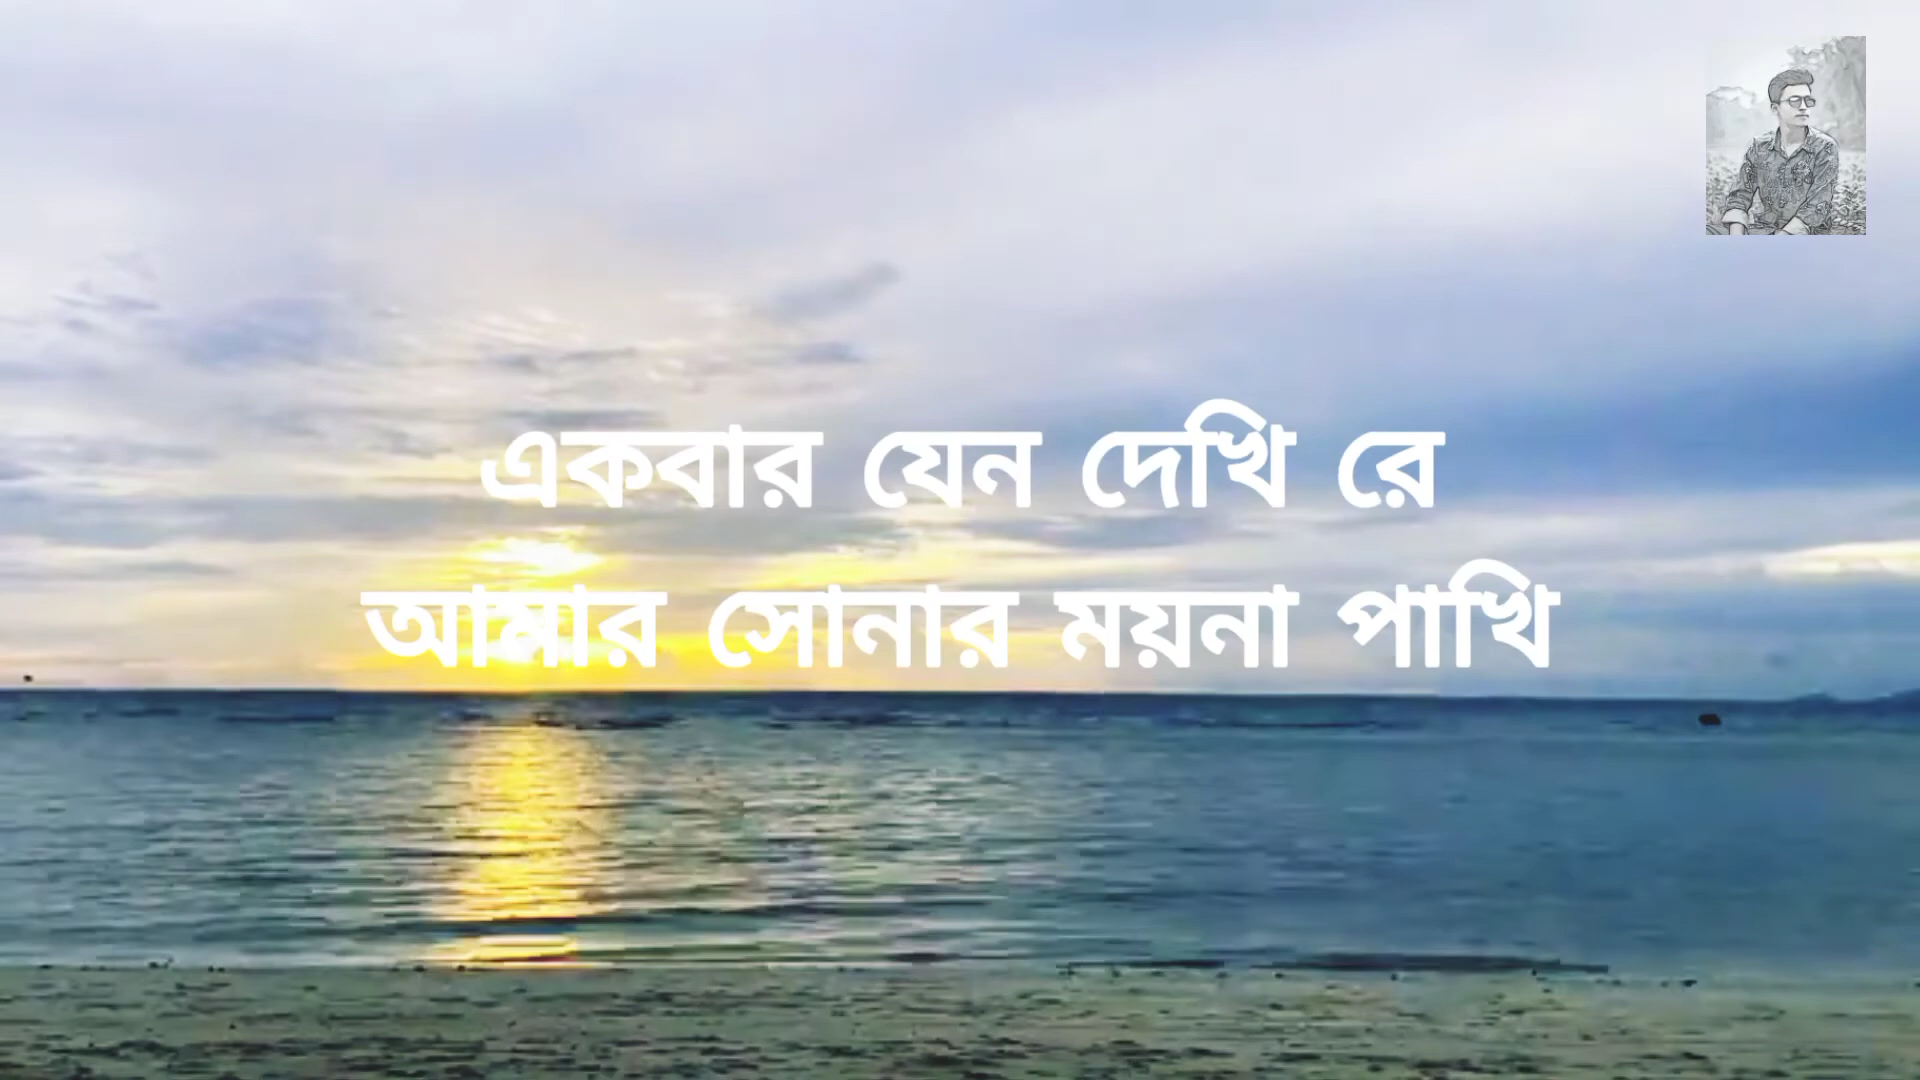 একবার যেন দেখি রে
আমার সোনার ময়না পাখি